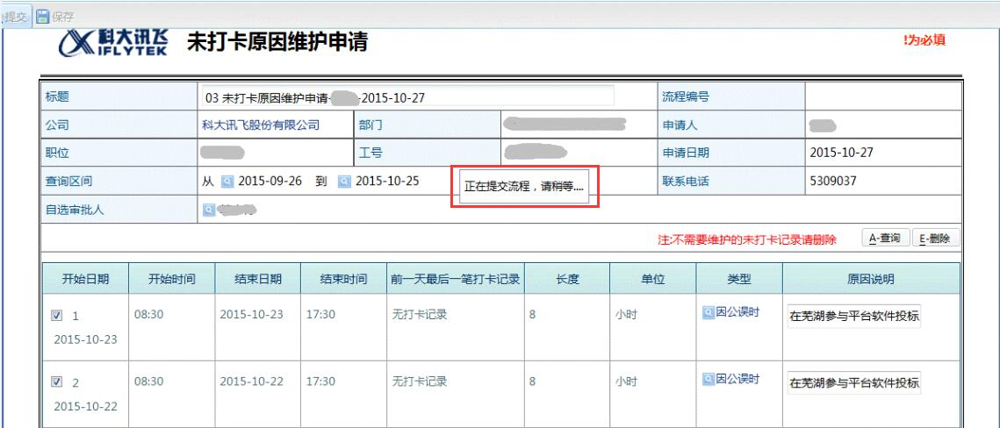 提交 保存
科大讯飞
IFLYTEK
未打卡原因维护申请
!为必填
标题 03 未打卡原因维护申请- -2015-10-27 流程编号
公司 科大讯飞股份有限公司 部门 申请人
职位 工号 申请日期 2015-10-27
查询区间 从 2015-09-26 到 2015-10-25 联系电话 5309037
正在提交流程，请稍等....
自选审批人
注:不需要维护的未打卡记录请删除 A-查询 E-删除
开始日期 开始时间 结束日期 结束时间 前一天最后一笔打卡记录 长度 单位 类型 原因说明
1 08:30 2015-10-23 17:30 无打卡记录 8 小时 因公误时 在芜湖参与平台软件投标
2015-10-23
2 08:30 2015-10-22 17:30 无打卡记录 8 小时 因公误时 在芜湖参与平台软件投标
2015-10-22